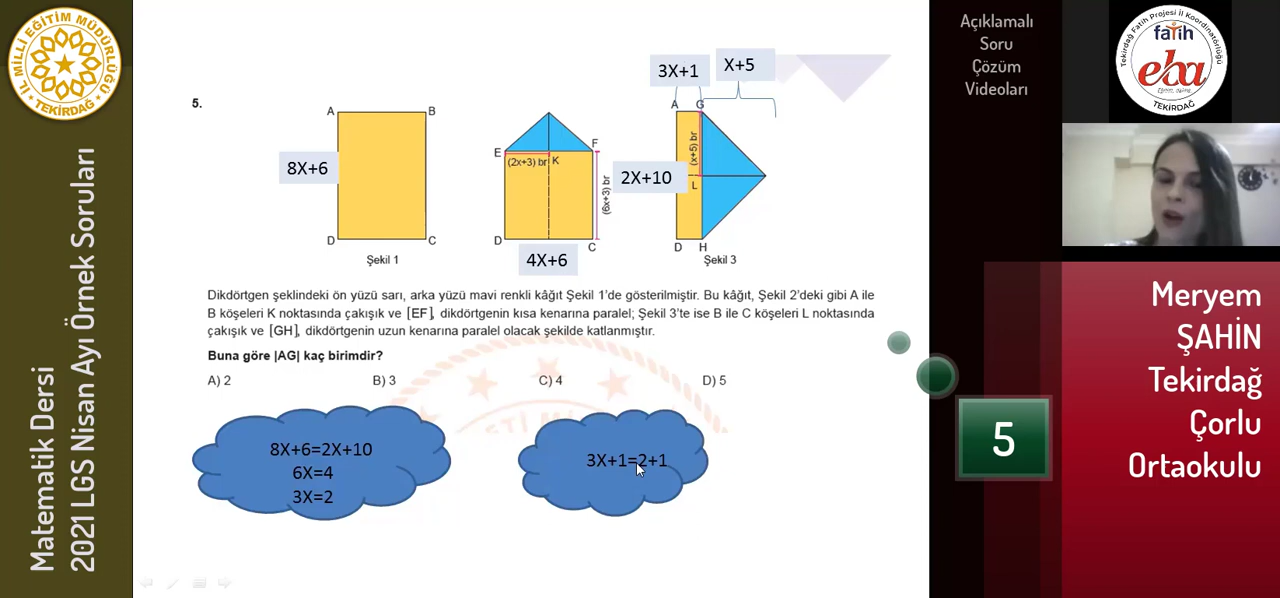 İL MİLLİ EĞİTİM MÜDÜRLÜĞÜ
TEKİRDAĞ
Matematik Dersi
2021 LGS Nisan Ayı Örnek Soruları
5.
A
B
8X+6
D
C
Şekil 1
E
F
(2x+3) br
K
(6x+3) br
D
C
4X+6
3X+1
X+5
A
G
(x+5) br
2X+10
L
D
H
Şekil 3
Dikdörtgen şeklindeki ön yüzü sarı, arka yüzü mavi renkli kâğıt Şekil 1'de gösterilmiştir. Bu kâğıt, Şekil 2'deki gibi A ile
B köşeleri K noktasında çakışık ve [EF], dikdörtgenin kısa kenarına paralel; Şekil 3'te ise B ile C köşeleri L noktasında
çakışık ve [GH], dikdörtgenin uzun kenarına paralel olacak şekilde katlanmıştır.
Buna göre |AG| kaç birimdir?
A) 2
B) 3
C) 4
D) 5
8X+6=2X+10
6X=4
3X=2
3X+1=2+1
Açıklamalı
Soru
Çözüm
Videoları
Tekirdağ Fatih Projesi İl Koordinatörlüğü
fatih
eba
TEKİRDAĞ
Meryem
ŞAHİN
Tekirdağ
Çorlu
Ortaokulu
5